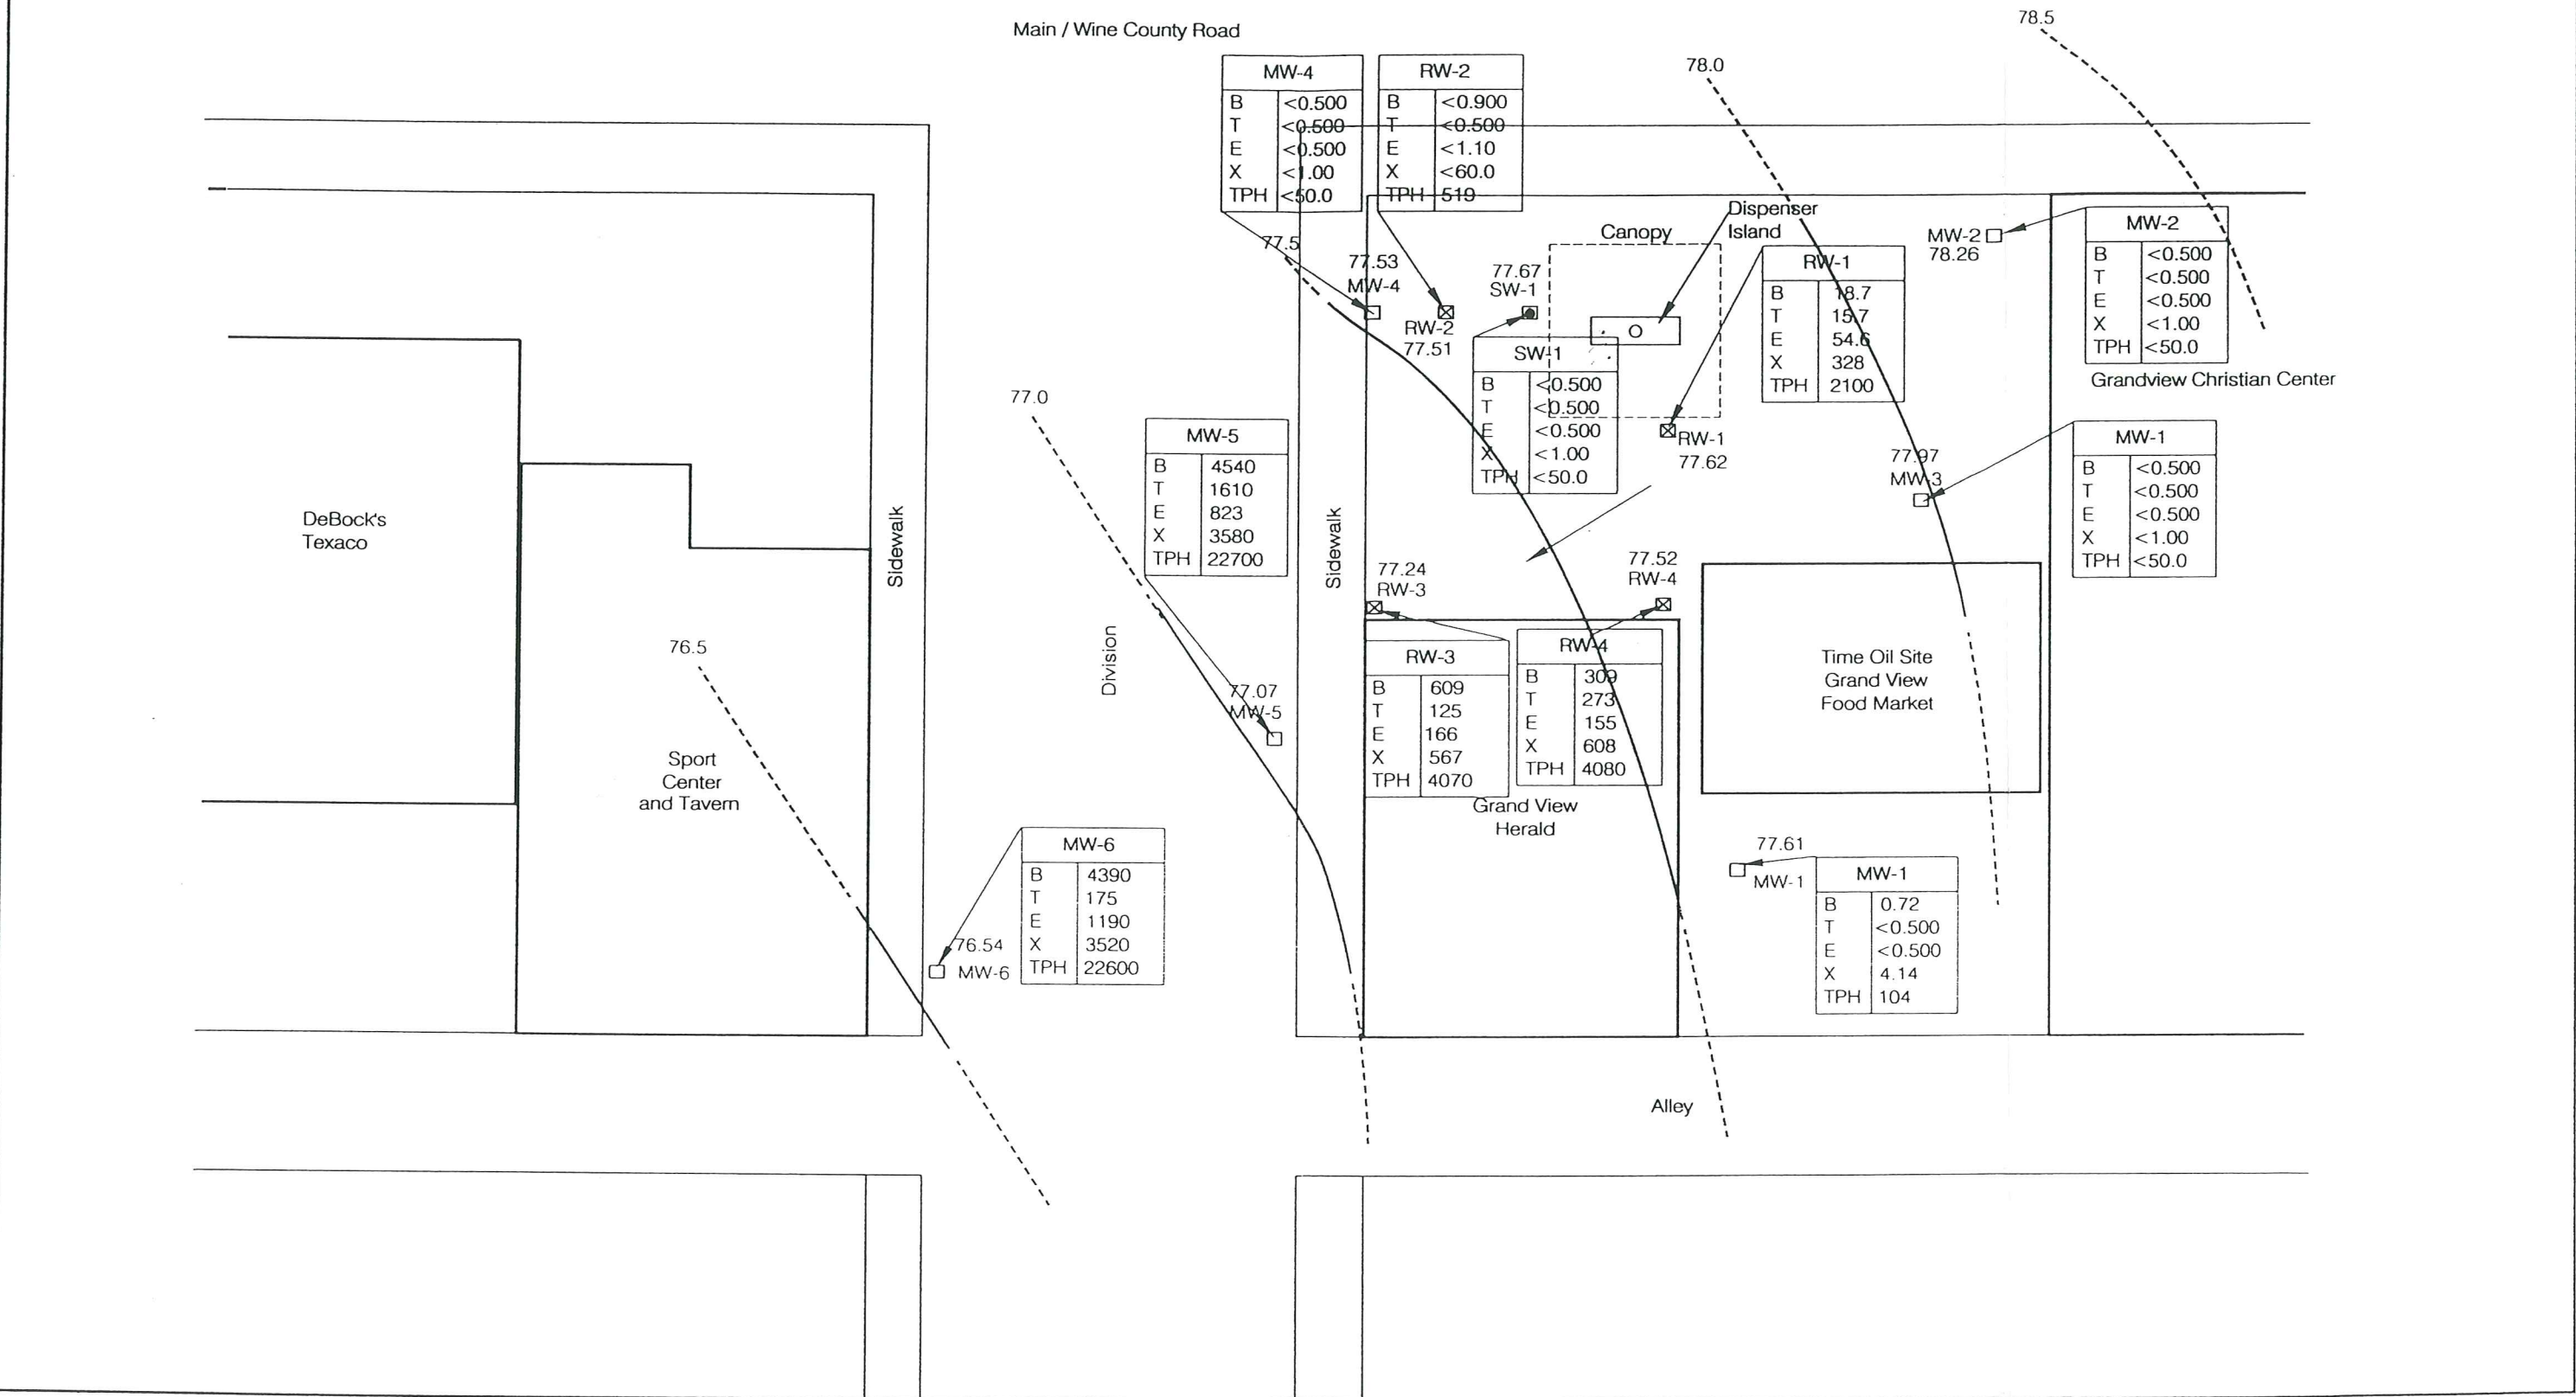 78.5
Main / Wine County Road
78.0
MW-4
B <0.500
T <0.500
E <0.500
X <1.00
TPH <50.0
RW-2
B <0.900
T <0.500
E <1.10
X <60.0
TPH 519
Dispenser
Island
Canopy
77.5
77.53
MW-4
RW-2
77.51
77.67
SW-1
MW-2
78.26
MW-2
B <0.500
T <0.500
E <0.500
X <1.00
TPH <50.0
Grandview Christian Center
RW-1
B 18.7
T 15.7
E 54.6
X 328
TPH 2100
SW-1
B <0.500
T <0.500
E <0.500
X <1.00
TPH <50.0
RW-1
77.62
77.97
MW-3
MW-1
B <0.500
T <0.500
E <0.500
X <1.00
TPH <50.0
77.0
MW-5
B 4540
T 1610
E 823
X 3580
TPH 22700
DeBock's
Texaco
Sidewalk
Sidewalk
Division
77.24
RW-3
77.52
RW-4
76.5
77.07
MW-5
RW-3
B 609
T 125
E 166
X 567
TPH 4070
RW-4
B 309
T 273
E 155
X 608
TPH 4080
Time Oil Site
Grand View
Food Market
Sport
Center
and Tavern
Grand View
Herald
MW-6
B 4390
T 175
E 1190
X 3520
TPH 22600
76.54
MW-6
77.61
MW-1
MW-1
B 0.72
T <0.500
E <0.500
X 4.14
TPH 104
Alley